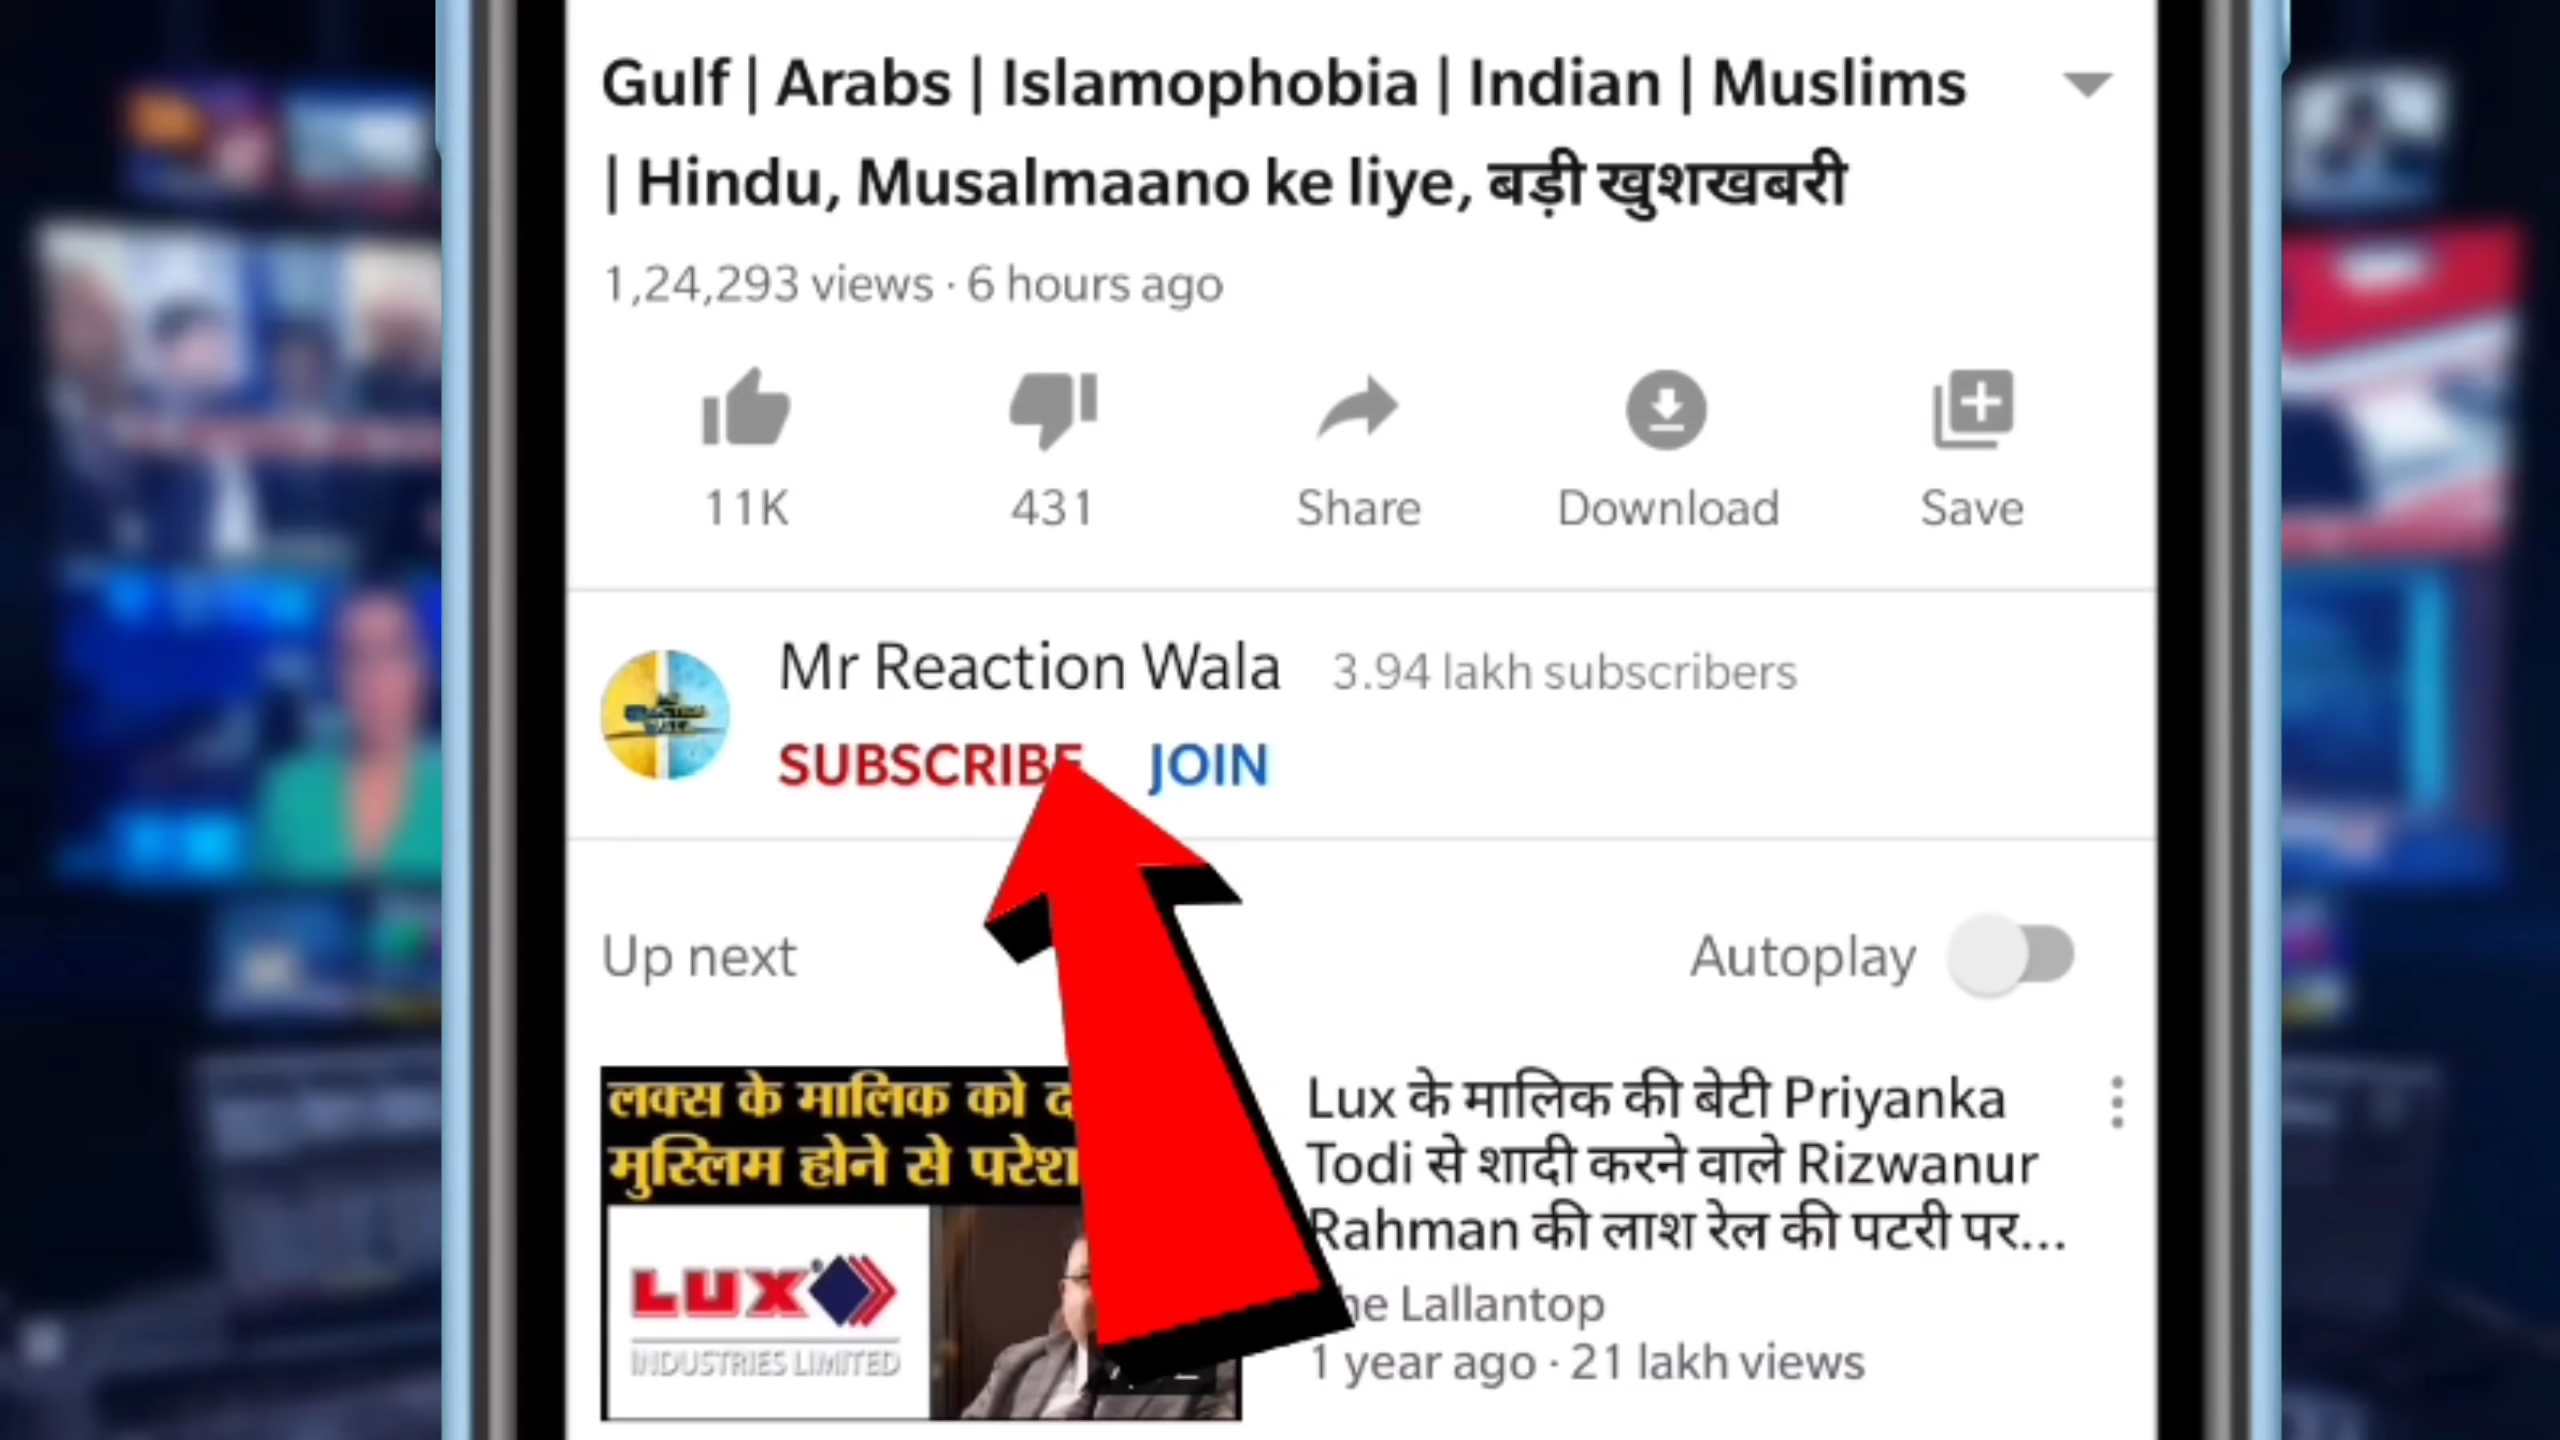 Gulf | Arabs | Islamophobia | Indian | Muslims
| Hindu, Musalmaano ke liye, बड़ी खुशखबरी
1,24,293 views · 6 hours ago
11K
431
Share
Download
Save
Mr Reaction Wala 3.94 lakh subscribers
SUBSCRIBE JOIN
Up next
Autoplay
लक्स के मालिक को
मुस्लिम होने से
LUX
INDUSTRIES LIMITED
Lux के मालिक की बेटी Priyanka
Todi से शादी करने वाले Rizwanur
Rahman की लाश रेल की पटरी पर...
Lallantop
1 year ago · 21 lakh views